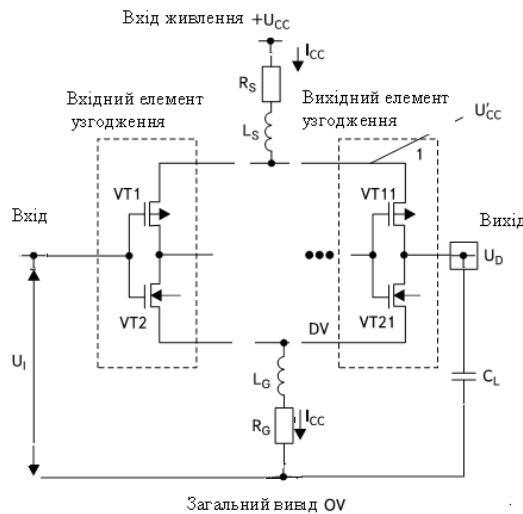 Вхід живлення +U_CC
I_CC
R_S
Вхідний елемент
узгодження
Вихідний елемент
узгодження
L_S
U'_CC
1
VT1
VT11
Вхід
Вихід
U_D
VT2
VT21
DV
U_I
L_G
C_L
R_G
I_CC
Загальний вивід OV